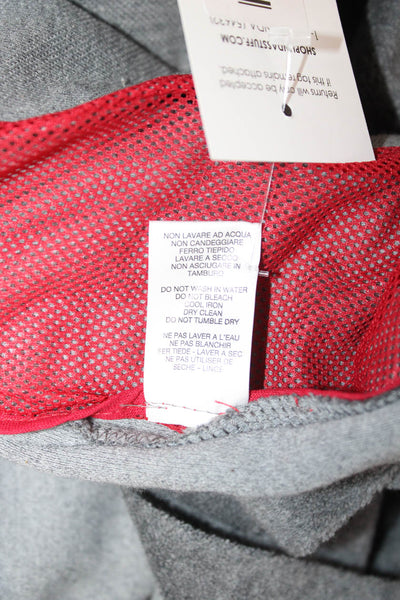 Returns will only be accepted
if this tag remains attached.
SHOPLINDASSTUFF.COM
NON LAVARE AD ACQUA
NON CANDEGGIARE
FERRO TIEPIDO
LAVARE A SECCO
NON ASCIUGARE IN
TAMBURO
DO NOT WASH IN WATER
DO NOT BLEACH
COOL IRON
DRY CLEAN
DO NOT TUMBLE DRY
NE PAS LAVER A L'EAU
NE PAS BLANCHIR
FER TIEDE - LAVER A SEC
NE PAS UTILISER DE
SECHE - LINGE